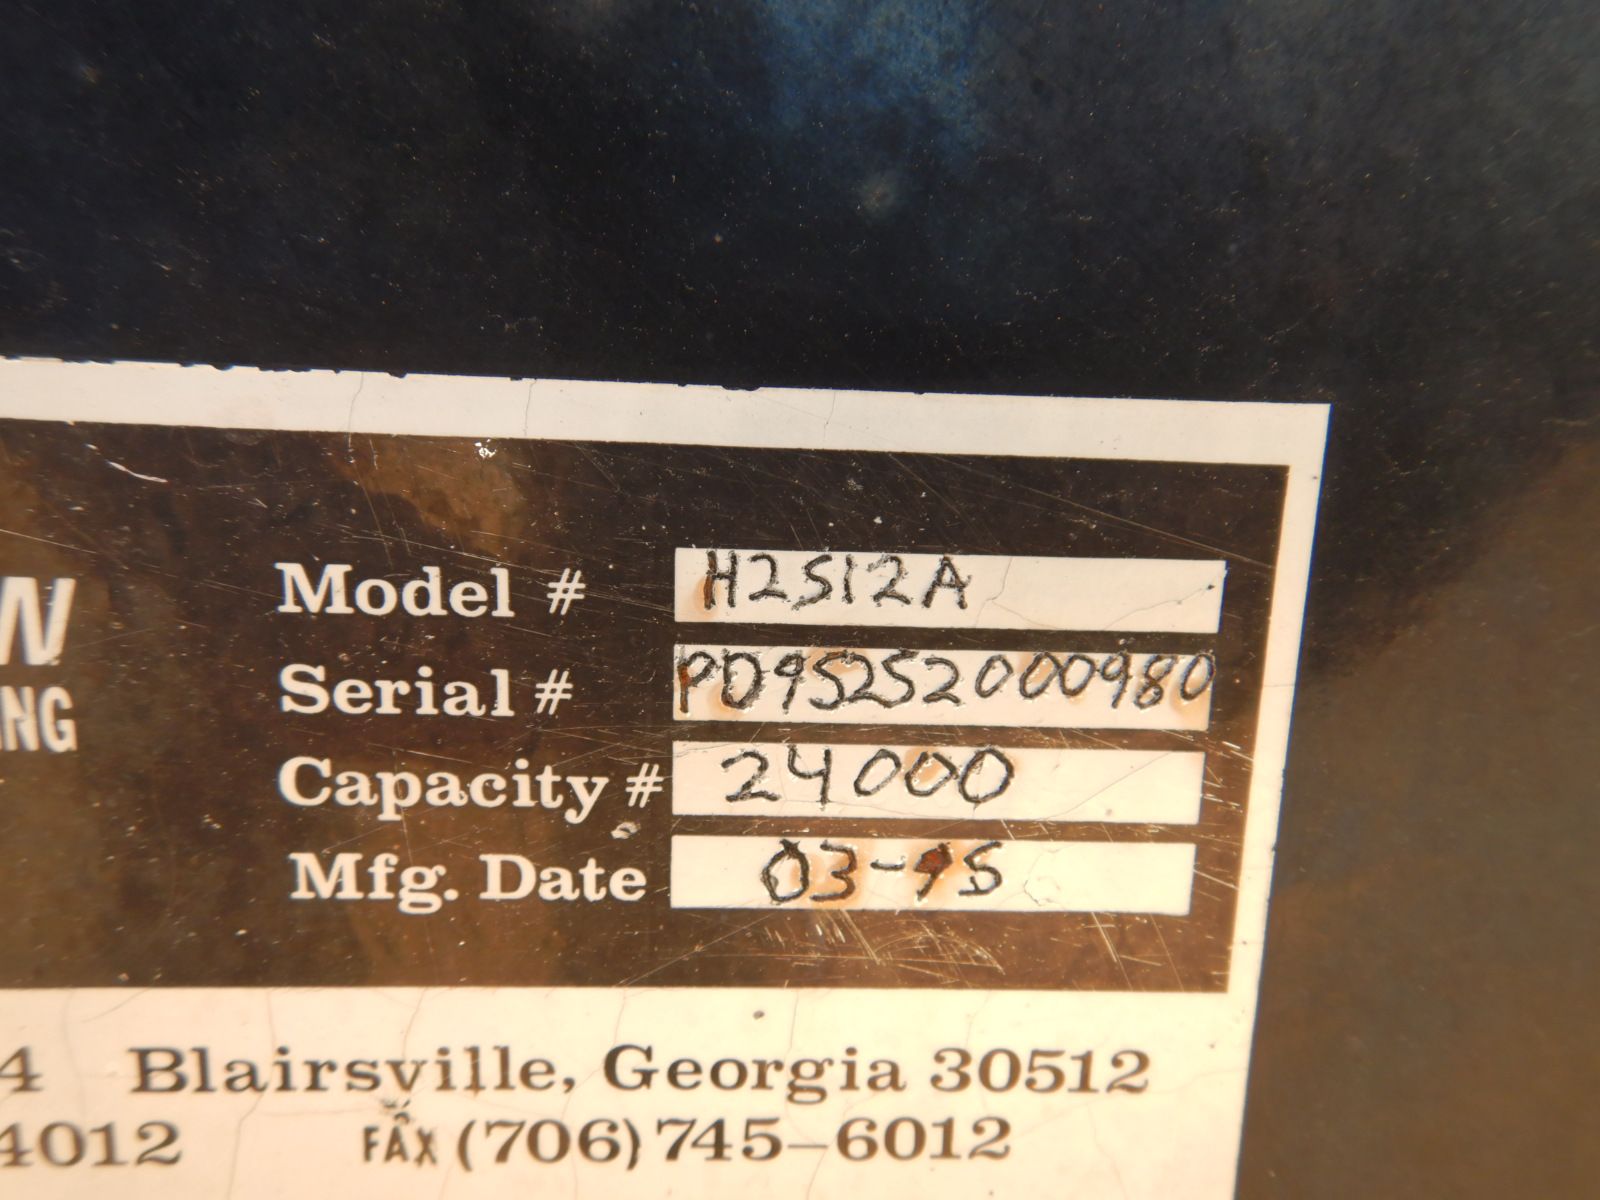 W
ING
Model # H2512A
Serial # PD95252000980
Capacity # 24000
Mfg. Date 03-95
4 Blairsville, Georgia 30512
4012 FAX (706) 745-6012